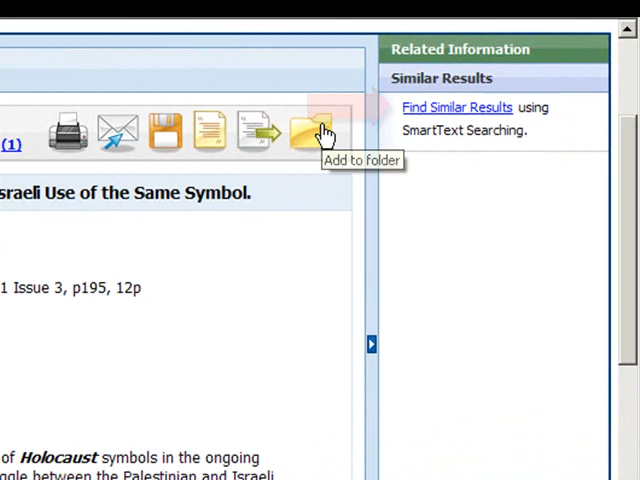 Related Information
Similar Results
Find Similar Results using
SmartText Searching.
(1)
Add to folder
sraeli Use of the Same Symbol.
1 Issue 3, p195, 12p
of Holocaust symbols in the ongoing
ggle between the Palestinian and Israeli